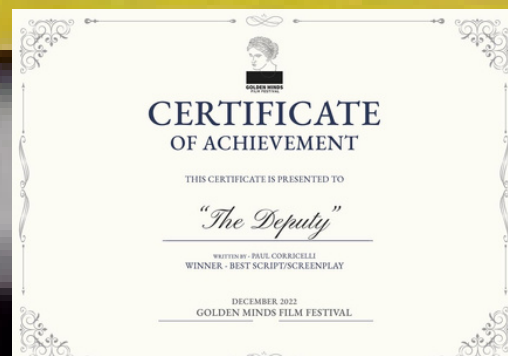 GOLDEN MINDS
FILM FESTIVAL
CERTIFICATE
OF ACHIEVEMENT
THIS CERTIFICATE IS PRESENTED TO
“The Deputy”
WRITTEN BY - PAUL CORRICELLI
WINNER - BEST SCRIPT/SCREENPLAY
DECEMBER 2022
GOLDEN MINDS FILM FESTIVAL